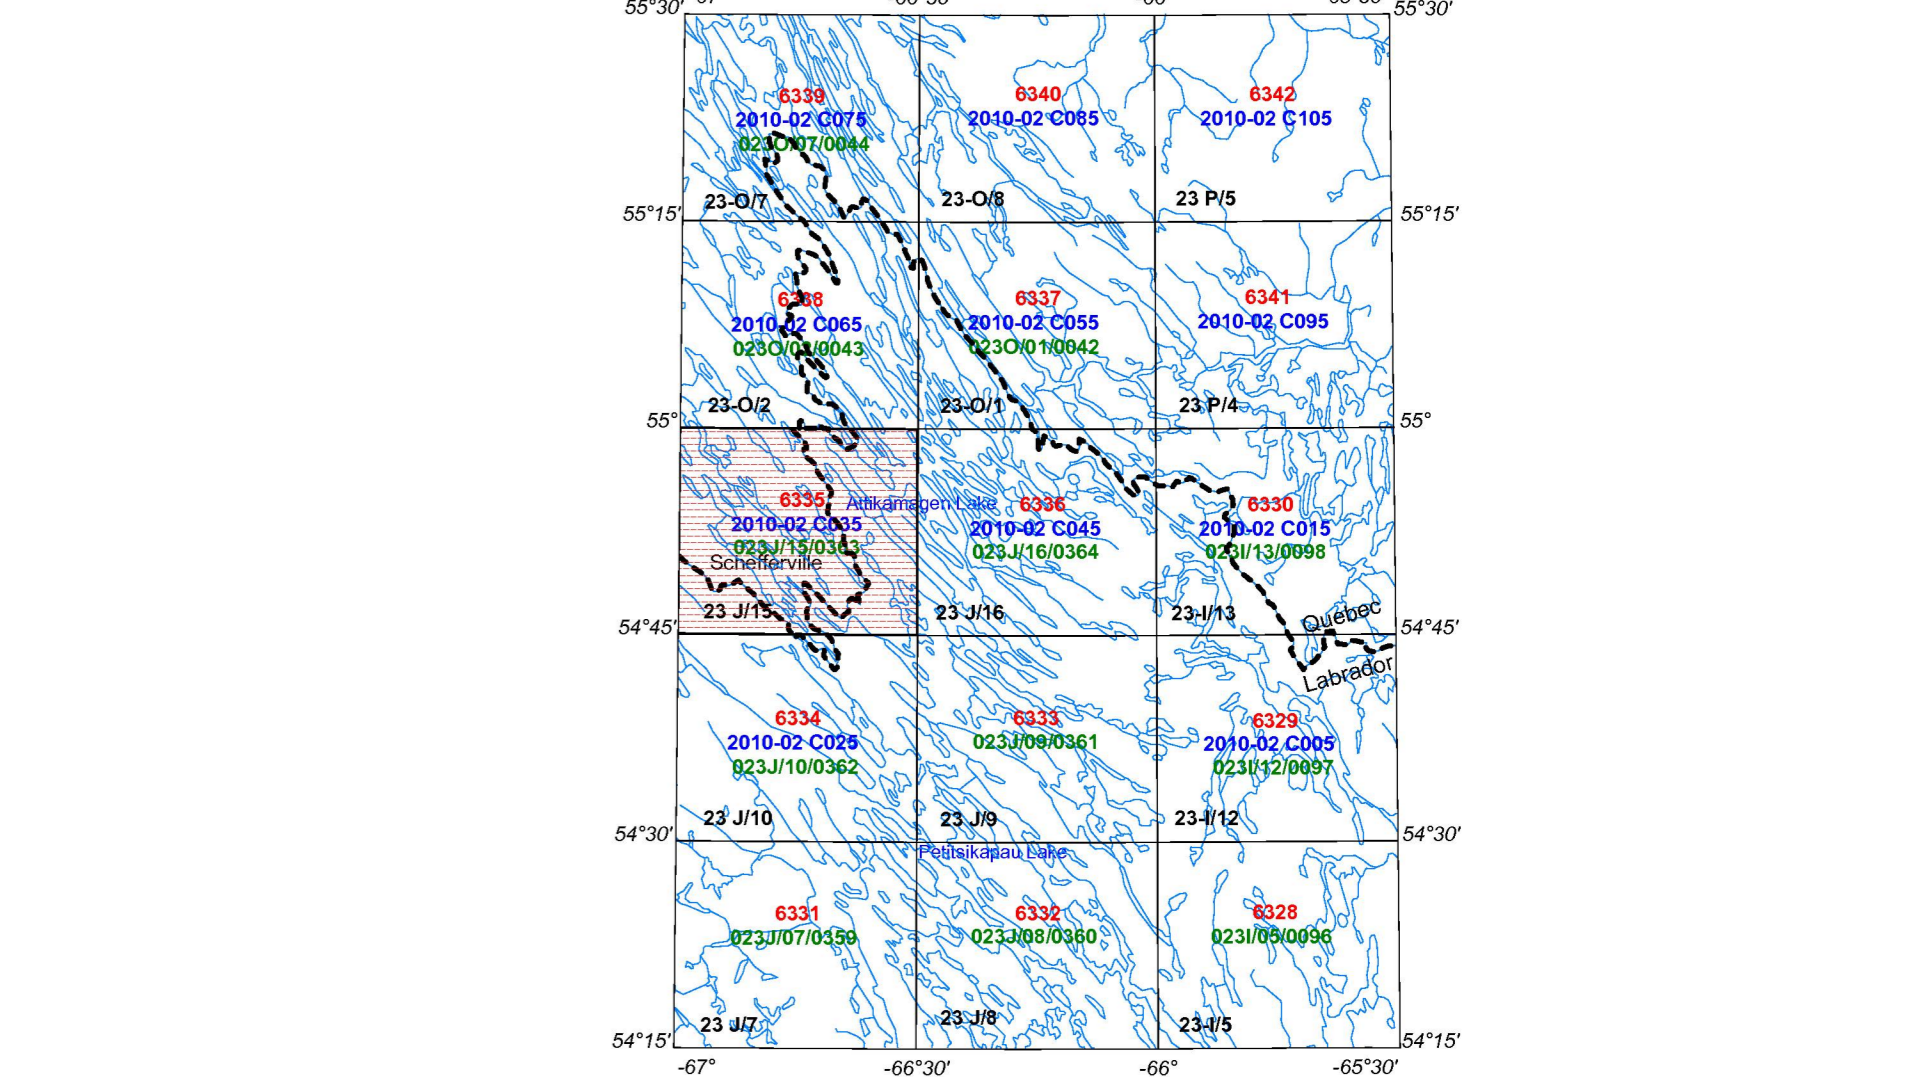 55°30'
55°30'
6339
2010-02 C075
023O/07/0044
23-O/7
6340
2010-02 C085
23-O/8
6342
2010-02 C105
23 P/5
55°15'
55°15'
6338
2010-02 C065
023O/02/0043
23-O/2
6337
2010-02 C055
023O/01/0042
23-O/1
6341
2010-02 C095
23 P/4
55°
55°
6335
2010-02 C035
023J/15/0363
Schefferville
23 J/15
Attikamagen Lake
6336
2010-02 C045
023J/16/0364
23 J/16
6330
2010-02 C015
023I/13/0098
23-I/13
Quebec
Labrador
54°45'
54°45'
6334
2010-02 C025
023J/10/0362
23 J/10
6333
023J/09/0361
23 J/9
6329
2010-02 C005
023I/12/0097
23-I/12
54°30'
54°30'
Petitsikapau Lake
6331
023J/07/0359
23 J/7
6332
023J/08/0360
23 J/8
6328
023I/05/0096
23-I/5
54°15'
54°15'
-67°
-66°30'
-66°
-65°30'